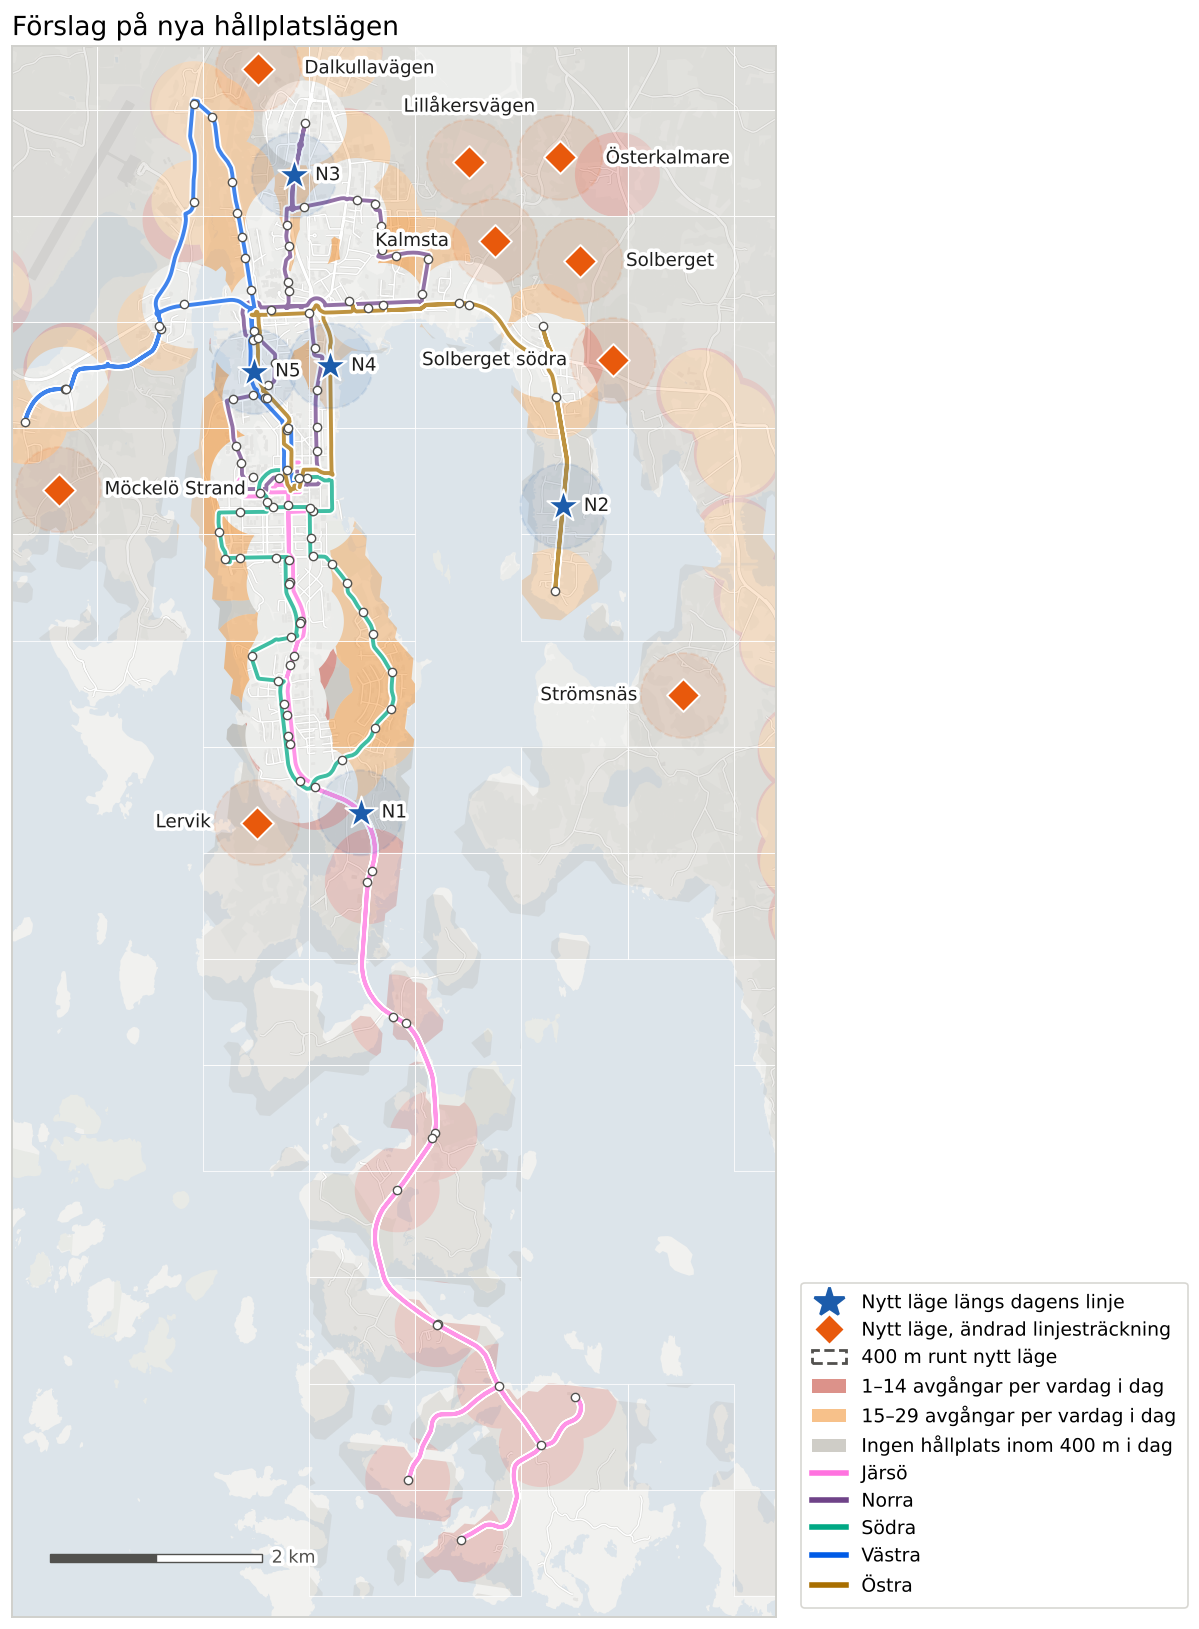 Förslag på nya hållplatslägen
Dalkullavägen
Lillåkersvägen
Österkalmare
N3
Kalmsta
Solberget
Solberget södra
N4
N5
Möckelö Strand
N2
Strömsnäs
N1
Lervik
2 km
Nytt läge längs dagens linje
Nytt läge, ändrad linjesträckning
400 m runt nytt läge
1–14 avgångar per vardag i dag
15–29 avgångar per vardag i dag
Ingen hållplats inom 400 m i dag
Järsö
Norra
Södra
Västra
Östra